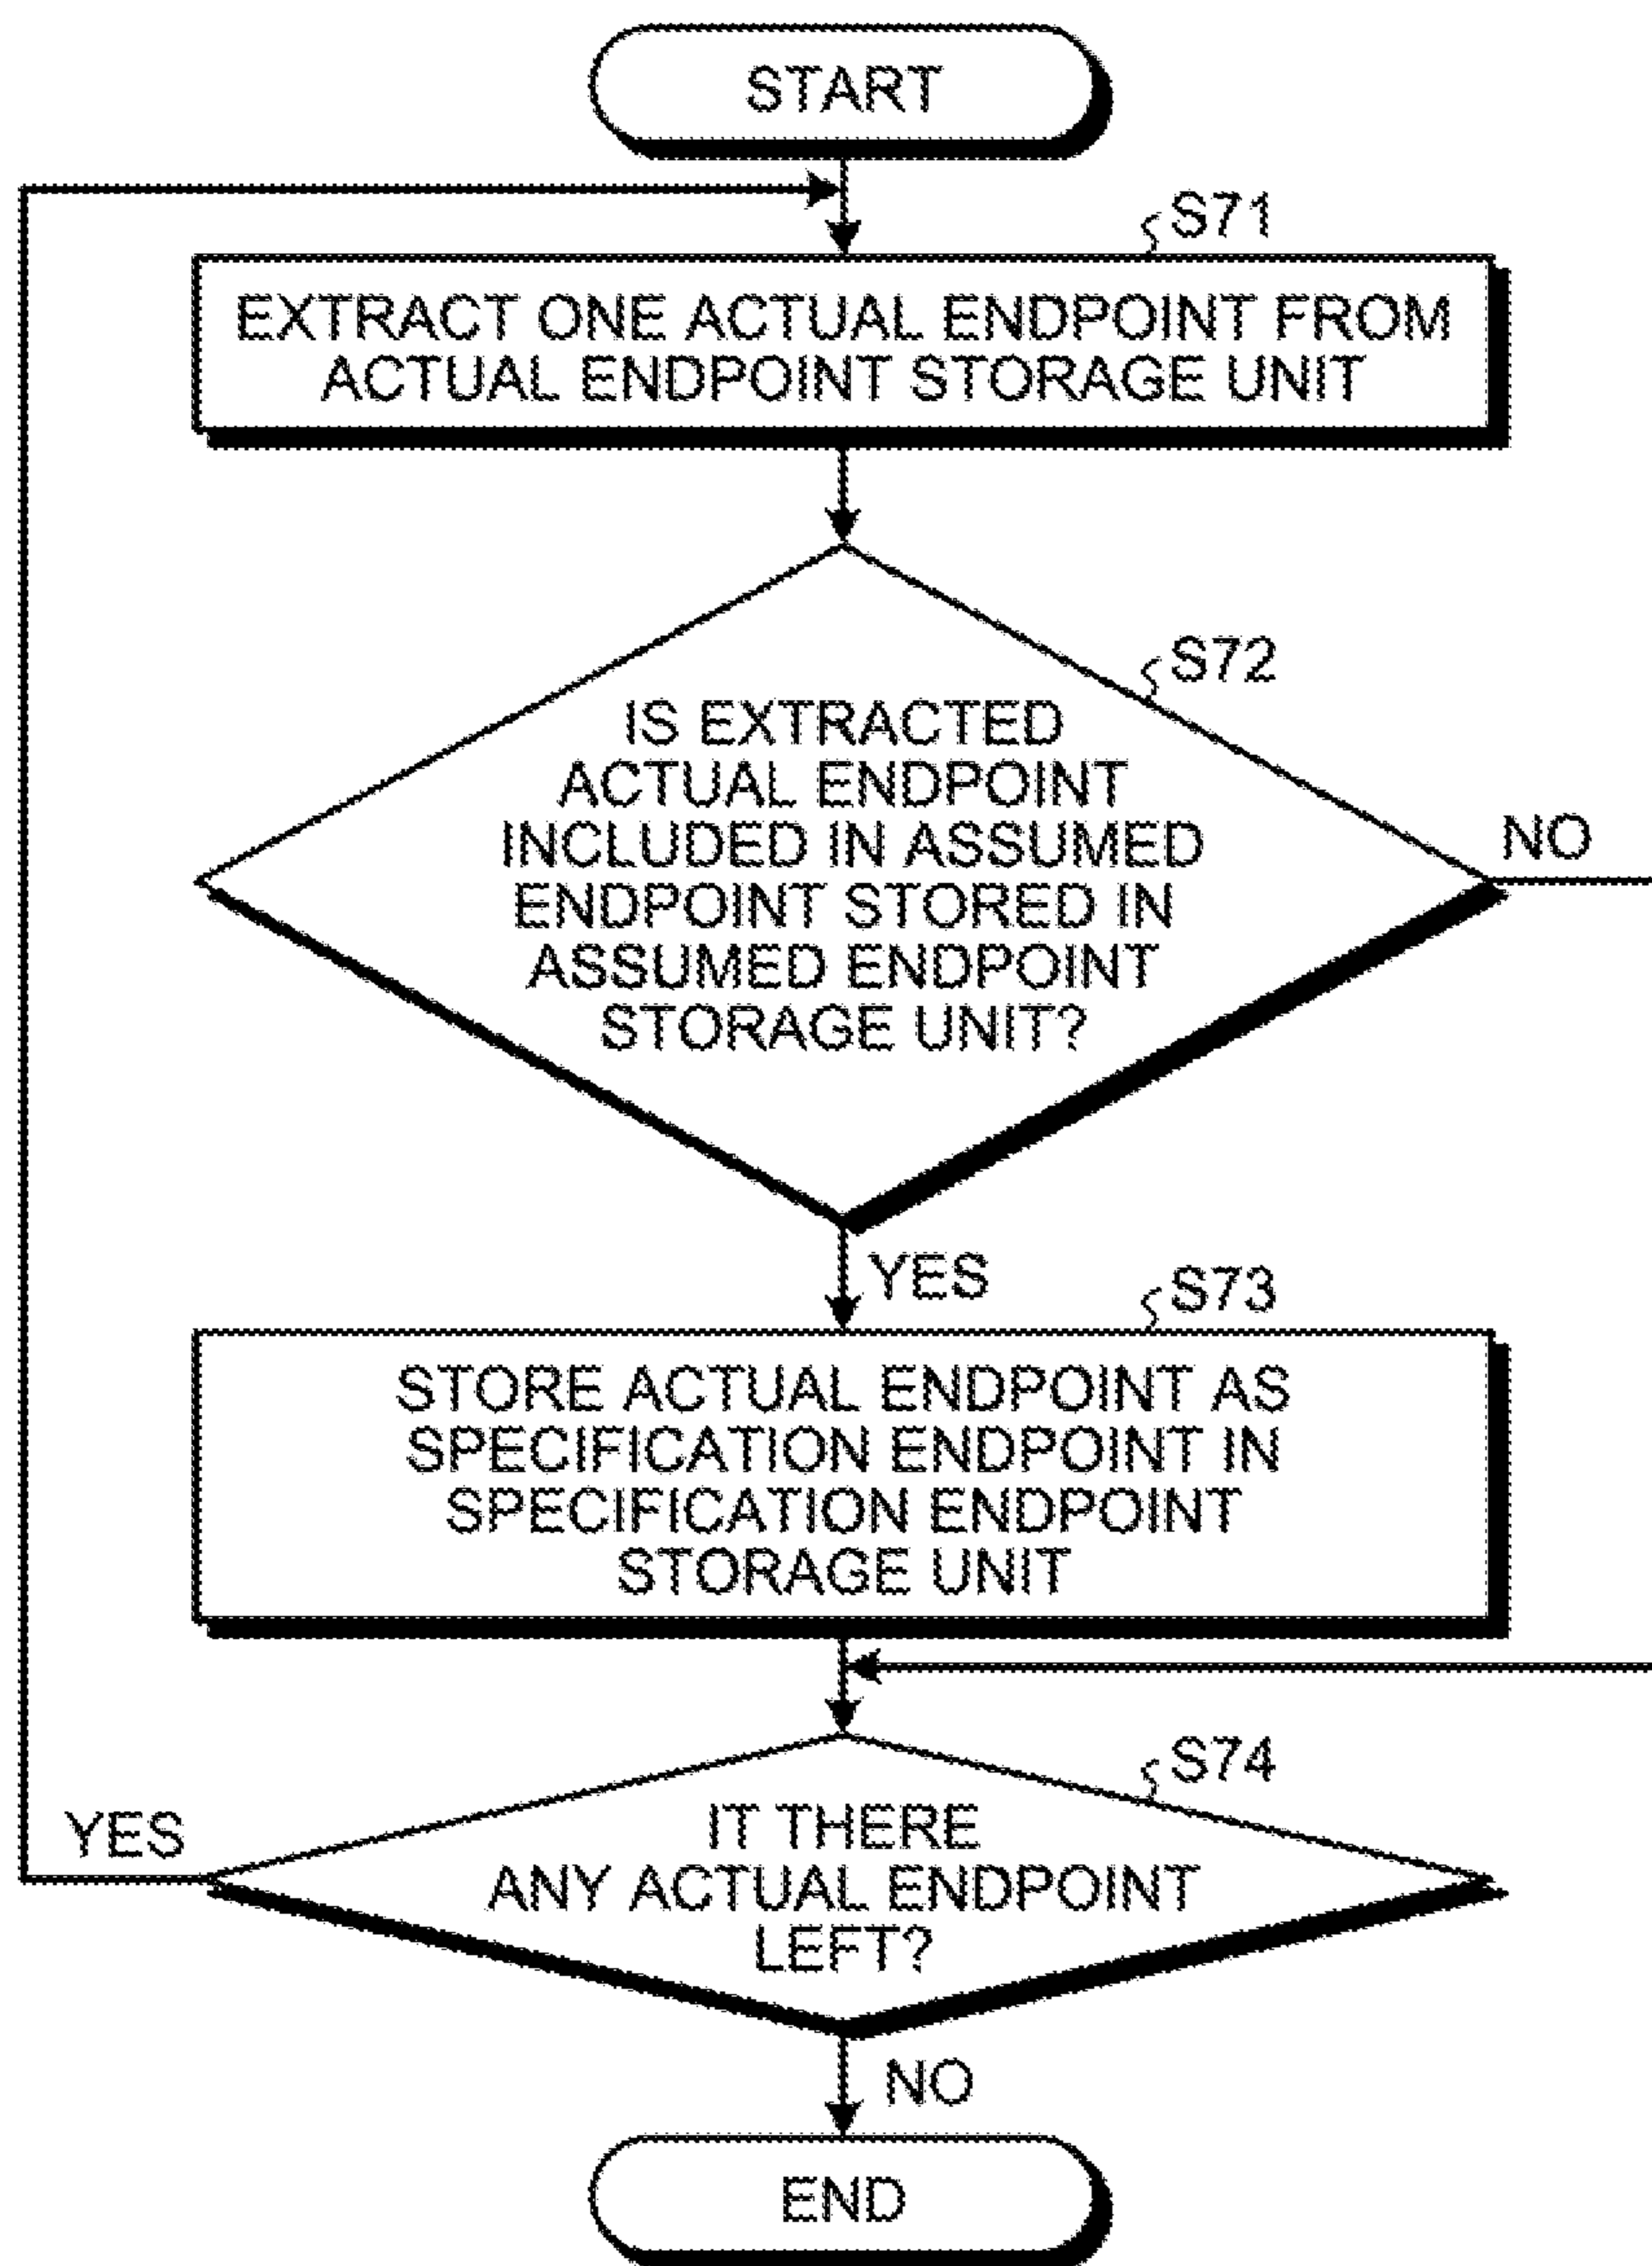 START
S71
EXTRACT ONE ACTUAL ENDPOINT FROM
ACTUAL ENDPOINT STORAGE UNIT
S72
IS EXTRACTED
ACTUAL ENDPOINT
INCLUDED IN ASSUMED
ENDPOINT STORED IN
ASSUMED ENDPOINT
STORAGE UNIT?
NO
YES
S73
STORE ACTUAL ENDPOINT AS
SPECIFICATION ENDPOINT IN
SPECIFICATION ENDPOINT
STORAGE UNIT
S74
IT THERE
ANY ACTUAL ENDPOINT
LEFT?
YES
NO
END